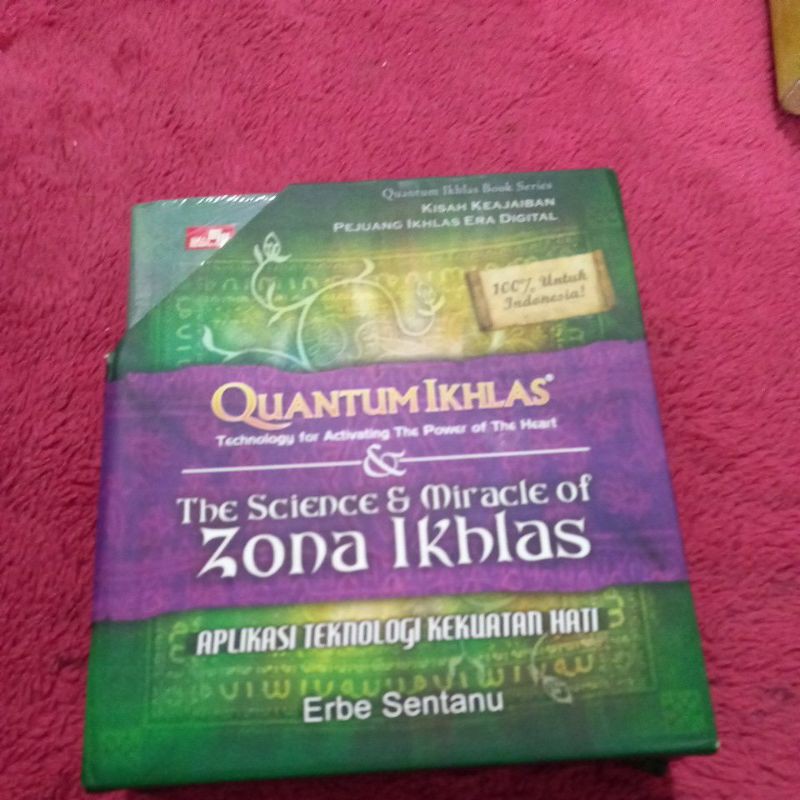 Quantum Ikhlas Book Series
KISAH KEAJAIBAN
PEJUANG IKHLAS ERA DIGITAL
100% Untuk
Indonesia!
QUANTUM IKHLAS®
Technology for Activating The Power of The Heart
&
The Science & Miracle of
Zona Ikhlas
APLIKASI TEKNOLOGI KEKUATAN HATI
Erbe Sentanu